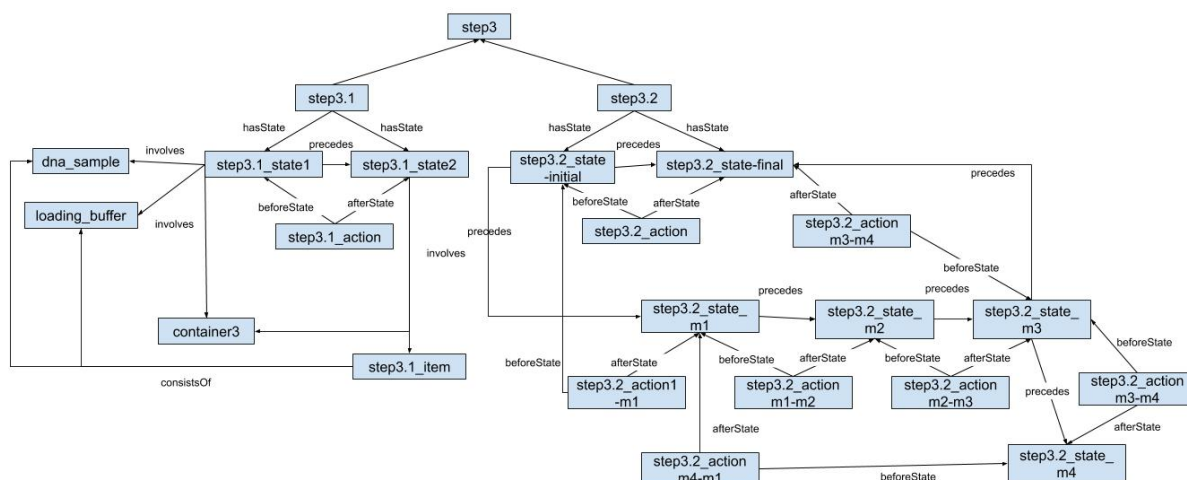 step3
step3.1
step3.2
hasState
hasState
hasState
hasState
dna_sample
involves
step3.1_state1
precedes
step3.1_state2
step3.2_state
-initial
precedes
step3.2_state-final
precedes
loading_buffer
involves
beforeState
afterState
step3.1_action
beforeState
afterState
step3.2_action
afterState
step3.2_action
m3-m4
precedes
involves
beforeState
container3
step3.2_state_
m1
precedes
step3.2_state_
m2
precedes
step3.2_state_
m3
step3.1_item
consistsOf
beforeState
afterState
beforeState
afterState
beforeState
afterState
beforeState
step3.2_action1
-m1
step3.2_action
m1-m2
step3.2_action
m2-m3
precedes
step3.2_action
m3-m4
afterState
afterState
step3.2_action
m4-m1
beforeState
step3.2_state_
m4